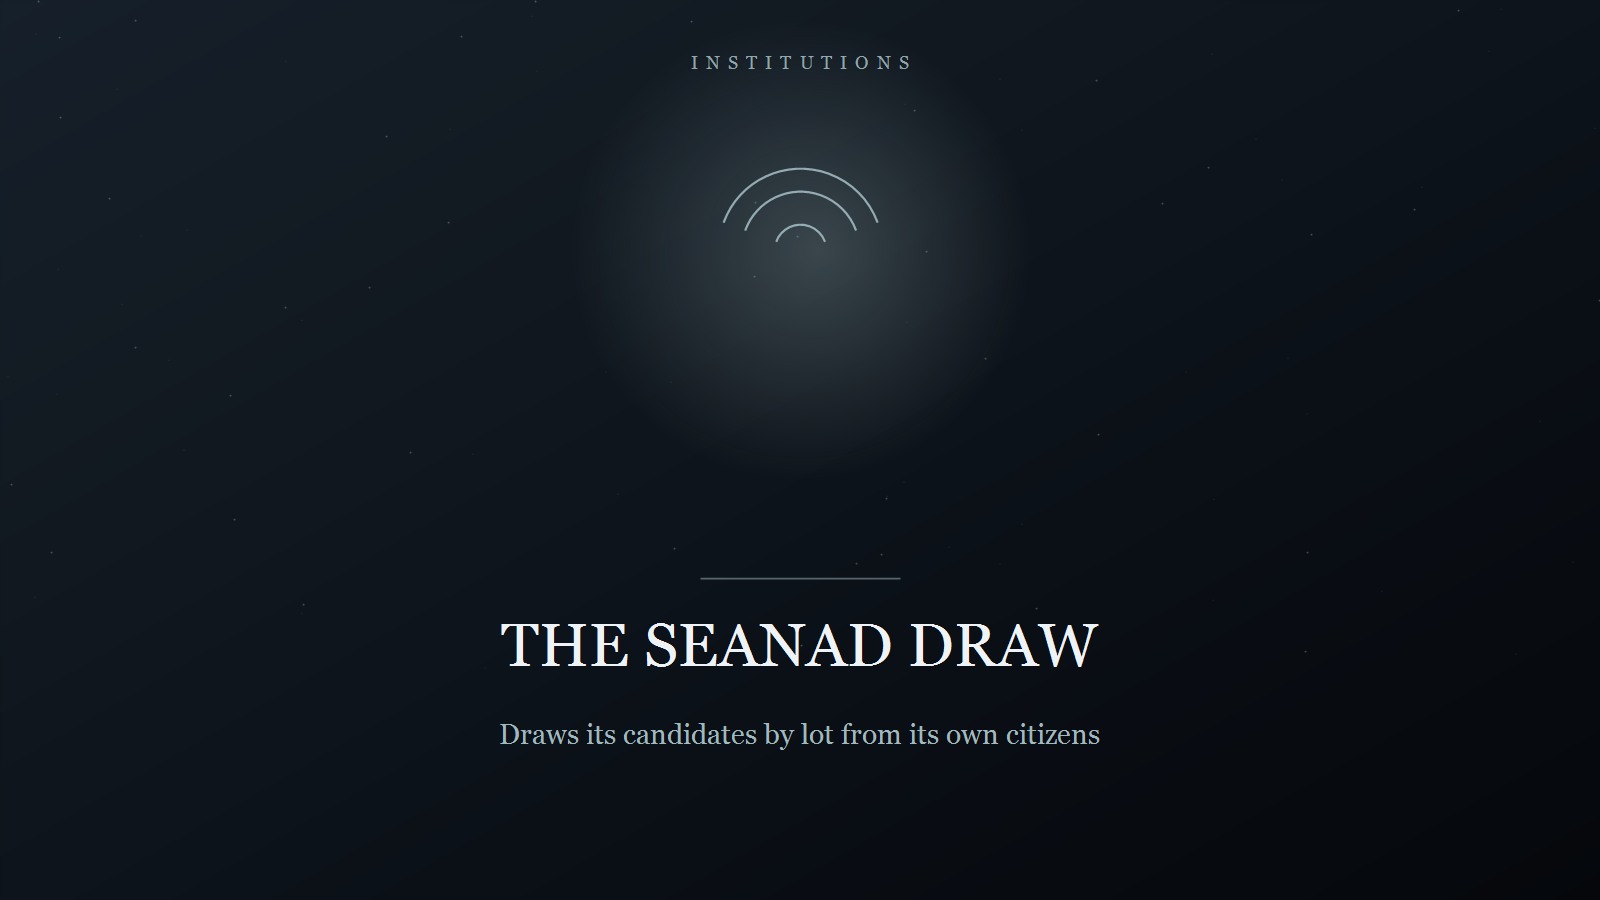 INSTITUTIONS
THE SEANAD DRAW
Draws its candidates by lot from its own citizens